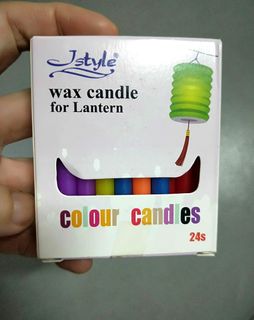 Jstyle®
wax candle
for Lantern
colour candles
24s